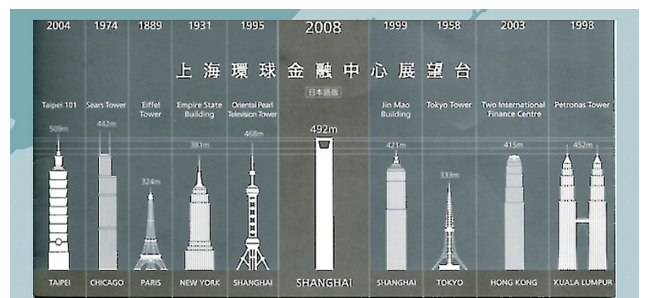 2004 1974 1889 1931 1995 2008 1999 1958 2003 1998
上海環球金融中心展望台
日本語版
Taipei 101
Sears Tower
Eiffel
Tower
Empire State
Building
Oriental Pearl
Television Tower
Jin Mao
Building
Tokyo Tower
Two International
Finance Centre
Petronas Tower
509m 442m 324m 381m 468m 492m 421m 333m 415m 452m
TAIPEI CHICAGO PARIS NEW YORK SHANGHAI SHANGHAI SHANGHAI TOKYO HONG KONG KUALA LUMPUR